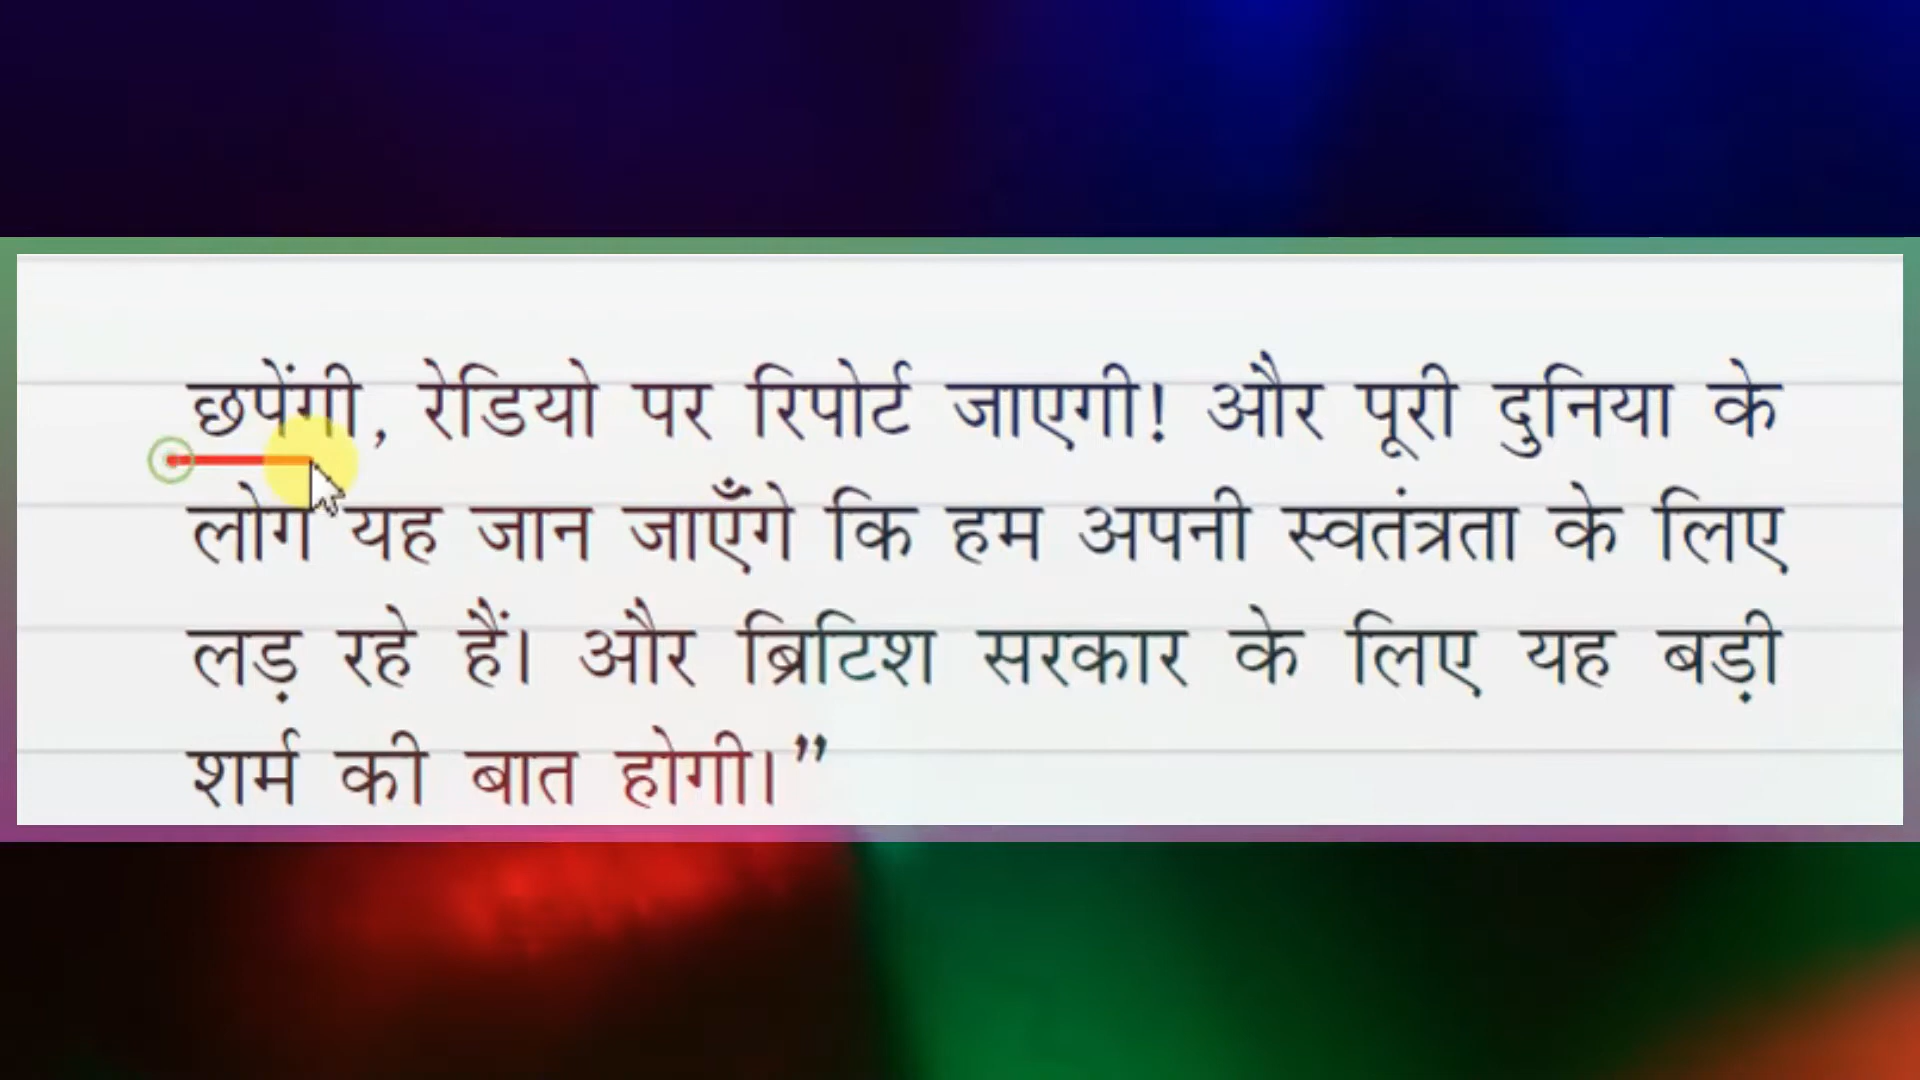 छपेंगी, रेडियो पर रिपोर्ट जाएगी! और पूरी दुनिया के
लोग यह जान जाएँगे कि हम अपनी स्वतंत्रता के लिए
लड़ रहे हैं। और ब्रिटिश सरकार के लिए यह बड़ी
शर्म की बात होगी।”